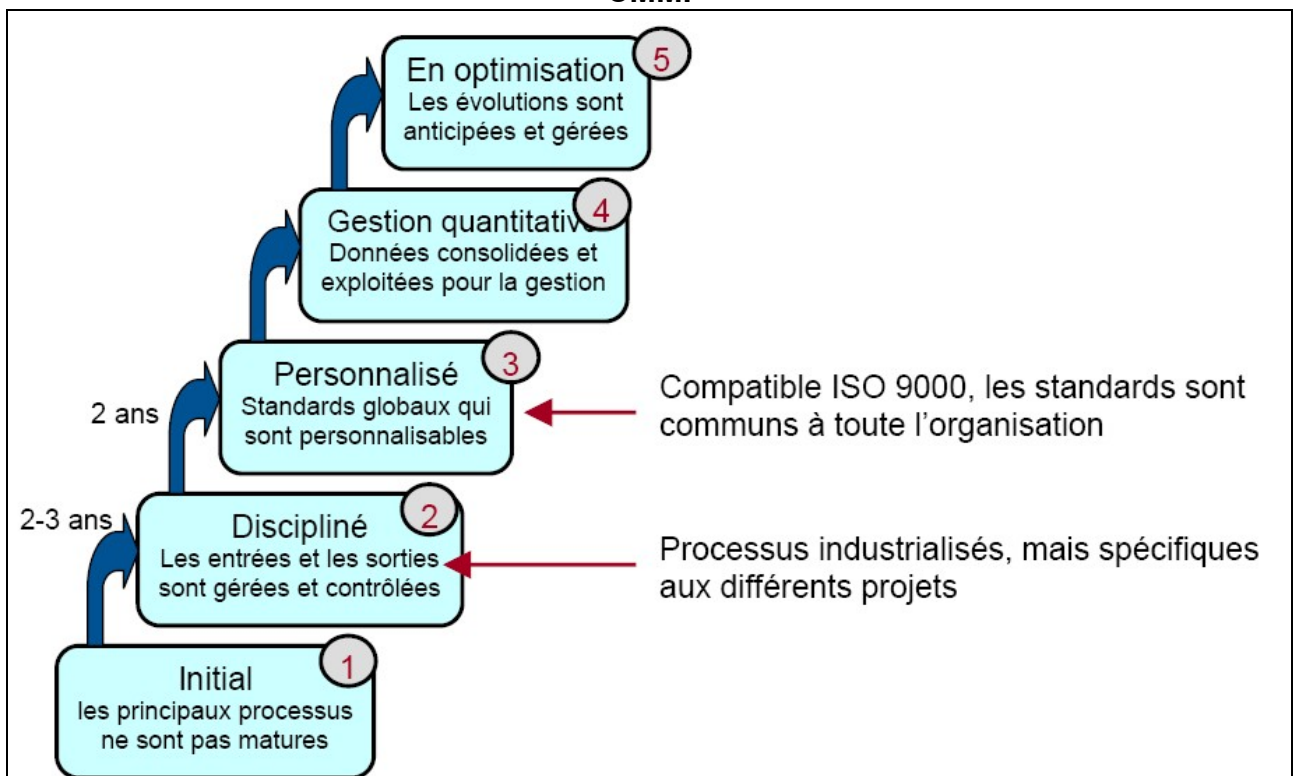 5
En optimisation
Les évolutions sont
anticipées et gérées
4
Gestion quantitativ
Données consolidées et
exploitées pour la gestion
3
Personnalisé
Standards globaux qui
sont personnalisables
2 ans
Compatible ISO 9000, les standards sont
communs à toute l'organisation
2
2-3 ans
Discipliné
Les entrées et les sorties
sont gérées et contrôlées
Processus industrialisés, mais spécifiques
aux différents projets
1
Initial
les principaux processus
ne sont pas matures